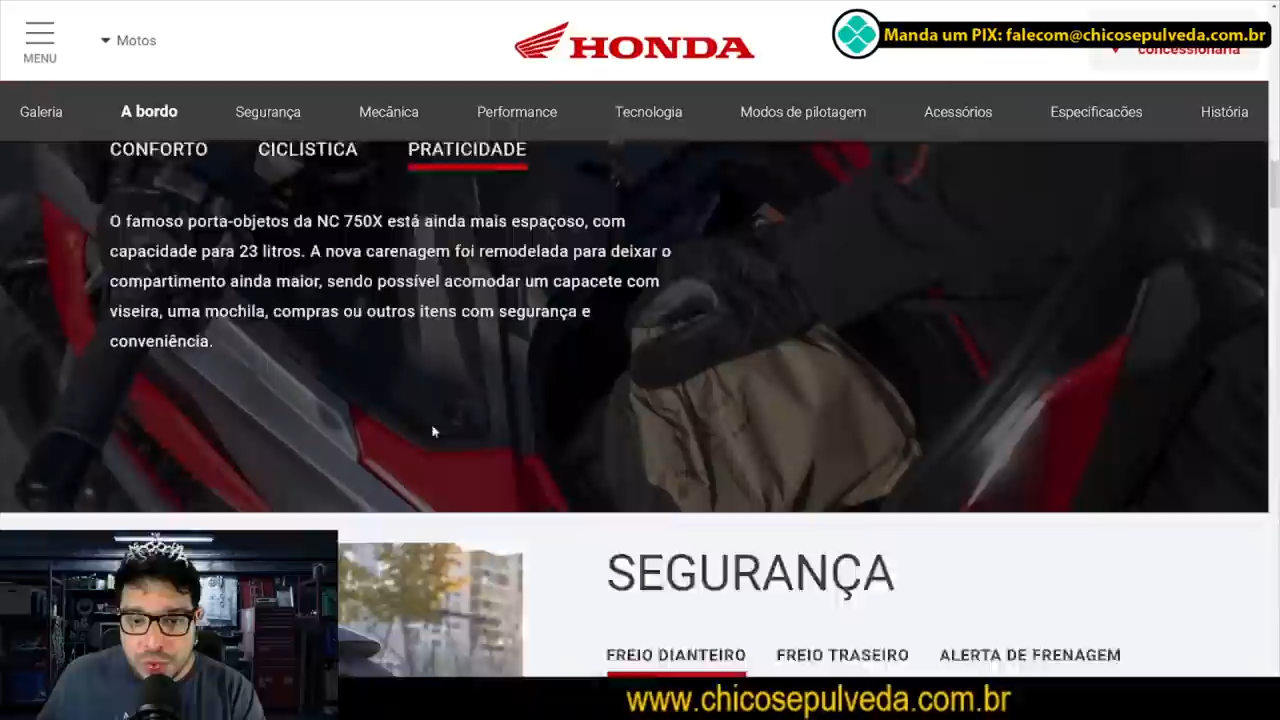 MENU
Motos
HONDA
Manda um PIX: falecom@chicosepulveda.com.br
concessionária
Galeria
A bordo
Segurança
Mecânica
Performance
Tecnologia
Modos de pilotagem
Acessórios
Especificações
História
CONFORTO
CICLÍSTICA
PRATICIDADE
O famoso porta-objetos da NC 750X está ainda mais espaçoso, com
capacidade para 23 litros. A nova carenagem foi remodelada para deixar o
compartimento ainda maior, sendo possível acomodar um capacete com
viseira, uma mochila, compras ou outros itens com segurança e
conveniência.
SEGURANÇA
FREIO DIANTEIRO
FREIO TRASEIRO
ALERTA DE FRENAGEM
www.chicosepulveda.com.br